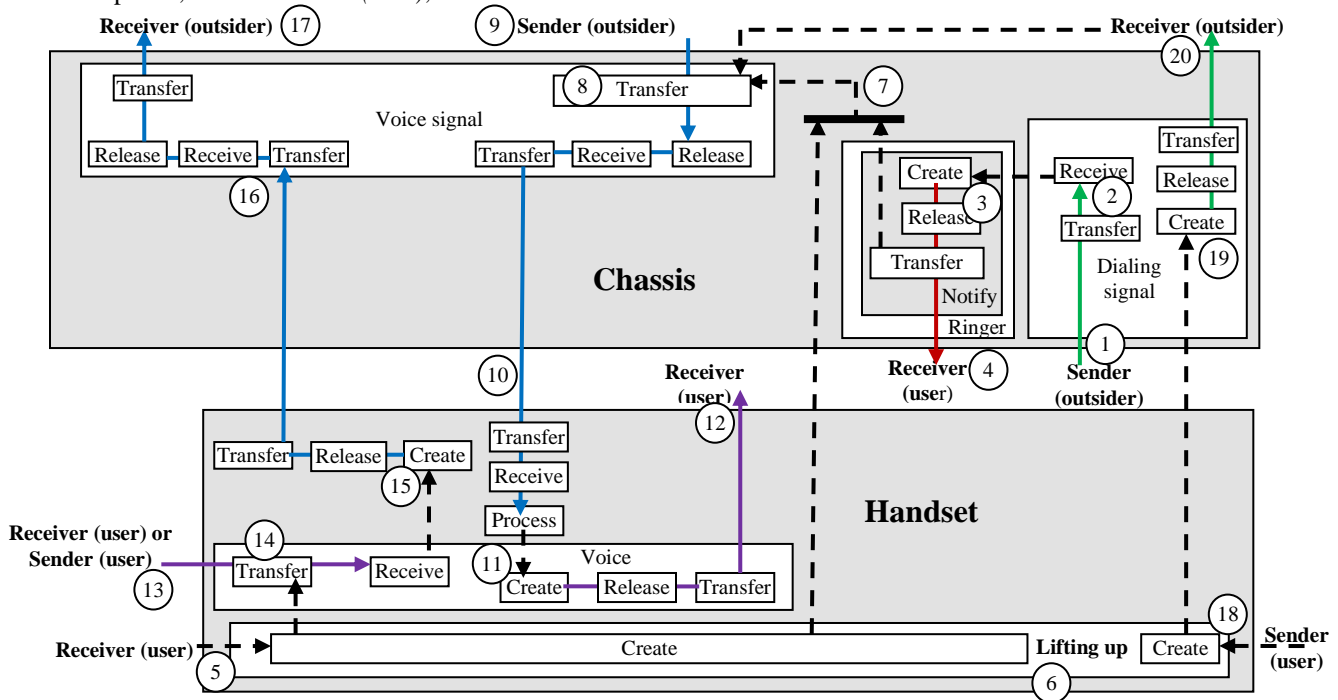 Receiver (outsider)
17
9
Sender (outsider)
Receiver (outsider)
20
Transfer
8
Transfer
7
Voice signal
Release
Receive
Transfer
Transfer
Receive
Release
16
Create
3
Release
Transfer
Notify
Ringer
Receive
2
Transfer
Transfer
Release
Create
19
Dialing
signal
Chassis
1
10
Receiver
(user)
12
Receiver
(user)
4
Sender
(outsider)
Transfer
Release
Create
15
Transfer
Receive
Process
Handset
Receiver (user) or
Sender (user)
13
14
Transfer
Receive
Voice
11
Create
Release
Transfer
18
Receiver (user)
5
Create
Lifting up
Create
6
Sender
(user)